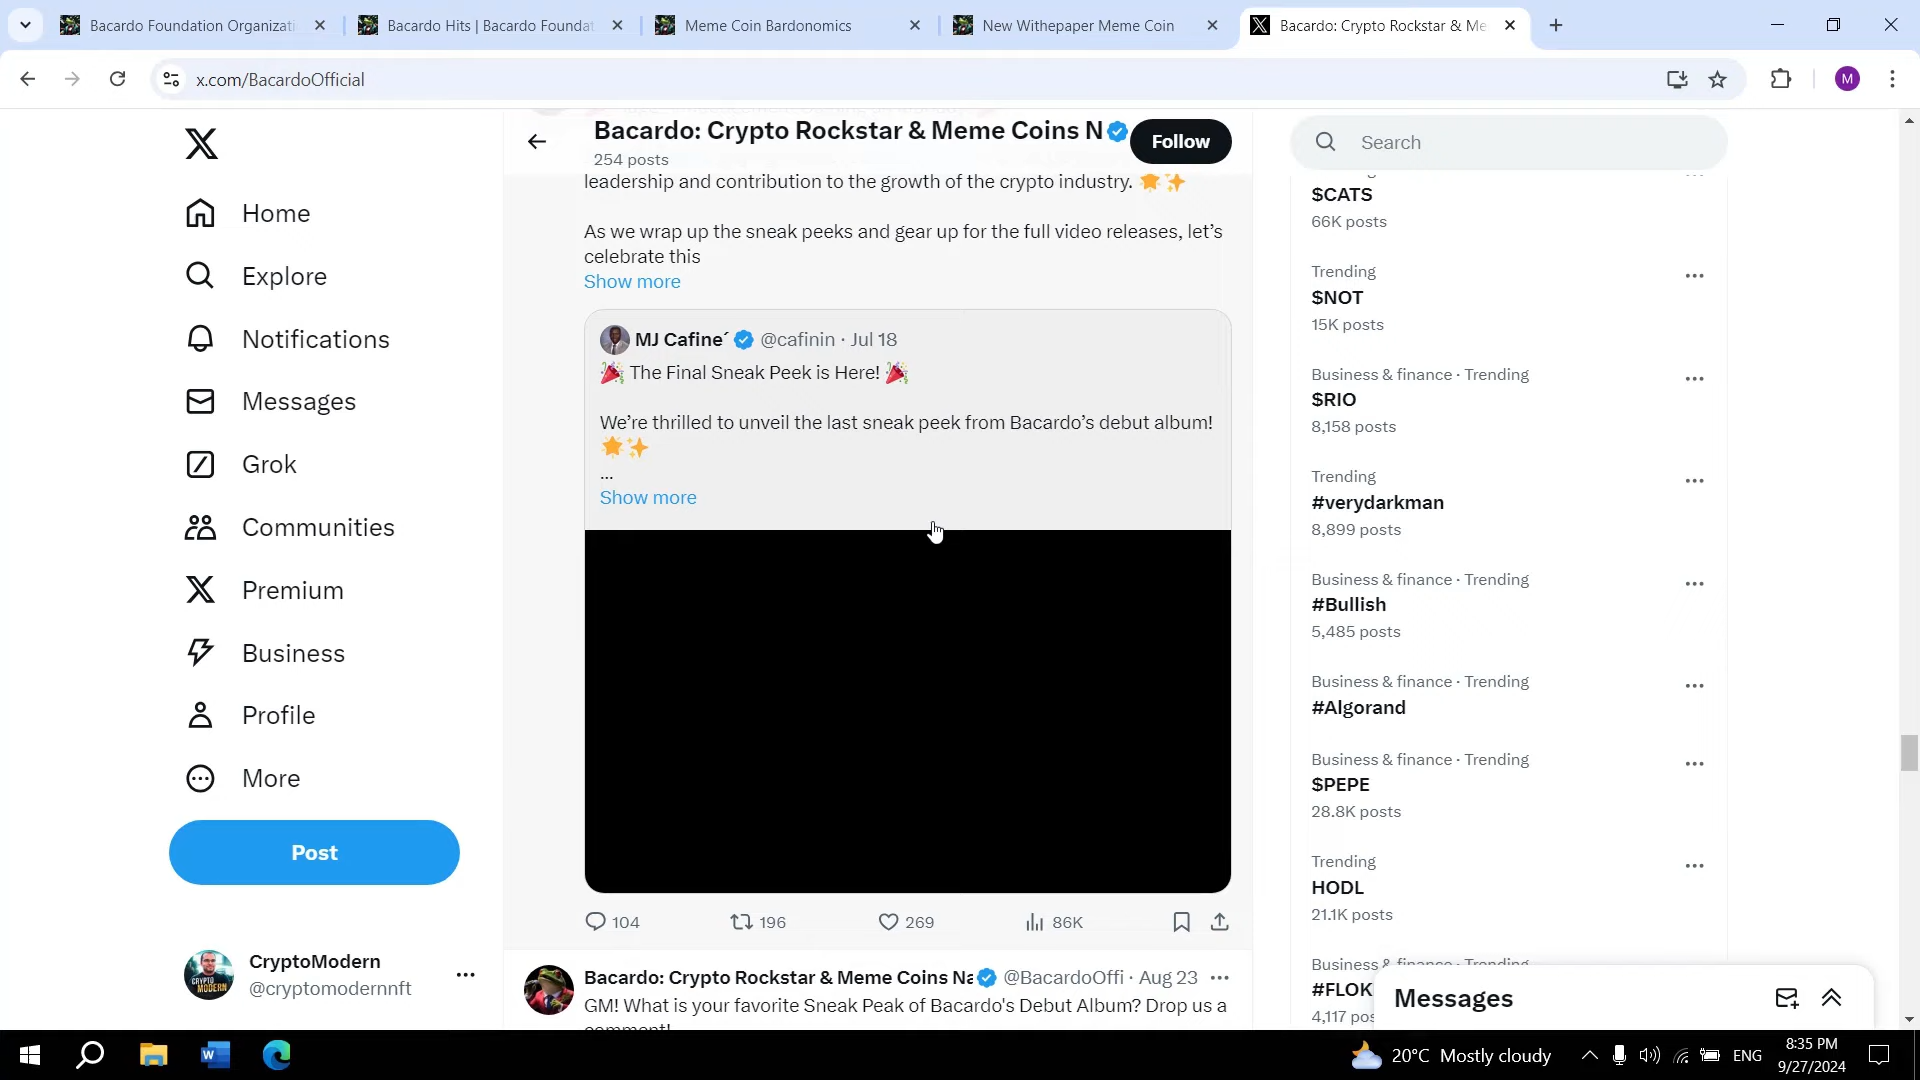 Bacardo Foundation Organizati
Bacardo Hits | Bacardo Foundat
Meme Coin Bardonomics
New Withepaper Meme Coin
Bacardo: Crypto Rockstar & Me
x.com/BacardoOfficial
M
Home
Explore
Notifications
Messages
Grok
Communities
Premium
Business
Profile
More
Post
CryptoModern
@cryptomodernnft
Bacardo: Crypto Rockstar & Meme Coins N
254 posts
Follow
leadership and contribution to the growth of the crypto industry. 🌟✨
As we wrap up the sneak peeks and gear up for the full video releases, let's
celebrate this
Show more
MJ Cafine´ @cafinin · Jul 18
🎉 The Final Sneak Peek is Here! 🎉
We're thrilled to unveil the last sneak peek from Bacardo's debut album!
🌟✨
...
Show more
104 196 269 86K
Bacardo: Crypto Rockstar & Meme Coins Na @BacardoOffi · Aug 23
GM! What is your favorite Sneak Peak of Bacardo's Debut Album? Drop us a
comment!
Search
$CATS
66K posts
Trending
$NOT
15K posts
Business & finance · Trending
$RIO
8,158 posts
Trending
#verydarkman
8,899 posts
Business & finance · Trending
#Bullish
5,485 posts
Business & finance · Trending
#Algorand
Business & finance · Trending
$PEPE
28.8K posts
Trending
HODL
21.1K posts
Business & finance · Trending
#FLOK
4,117 pos
Messages
20°C Mostly cloudy
ENG
8:35 PM
9/27/2024